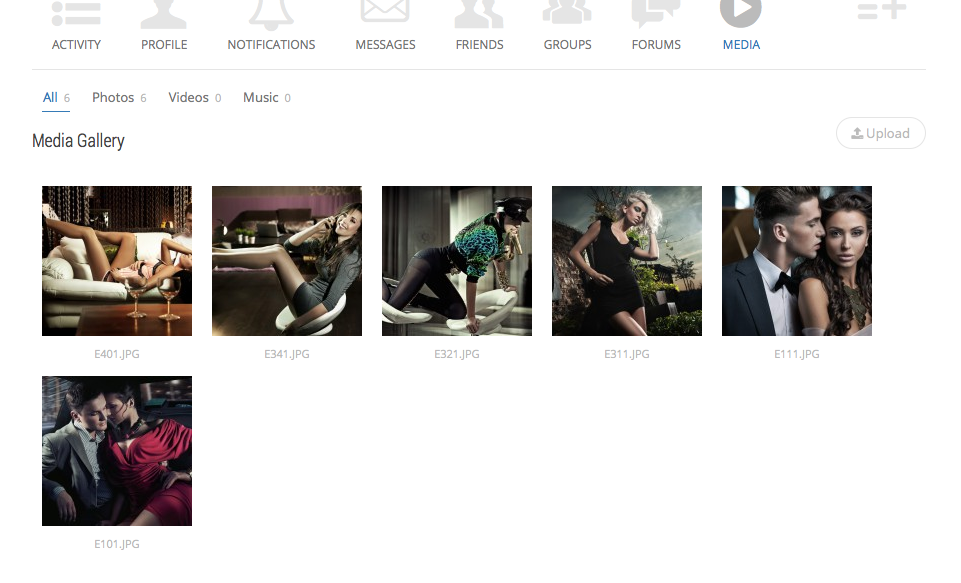 ACTIVITY PROFILE NOTIFICATIONS MESSAGES FRIENDS GROUPS FORUMS MEDIA
All 6 Photos 6 Videos 0 Music 0
Media Gallery
Upload
E401.JPG E341.JPG E321.JPG E311.JPG E111.JPG
E101.JPG